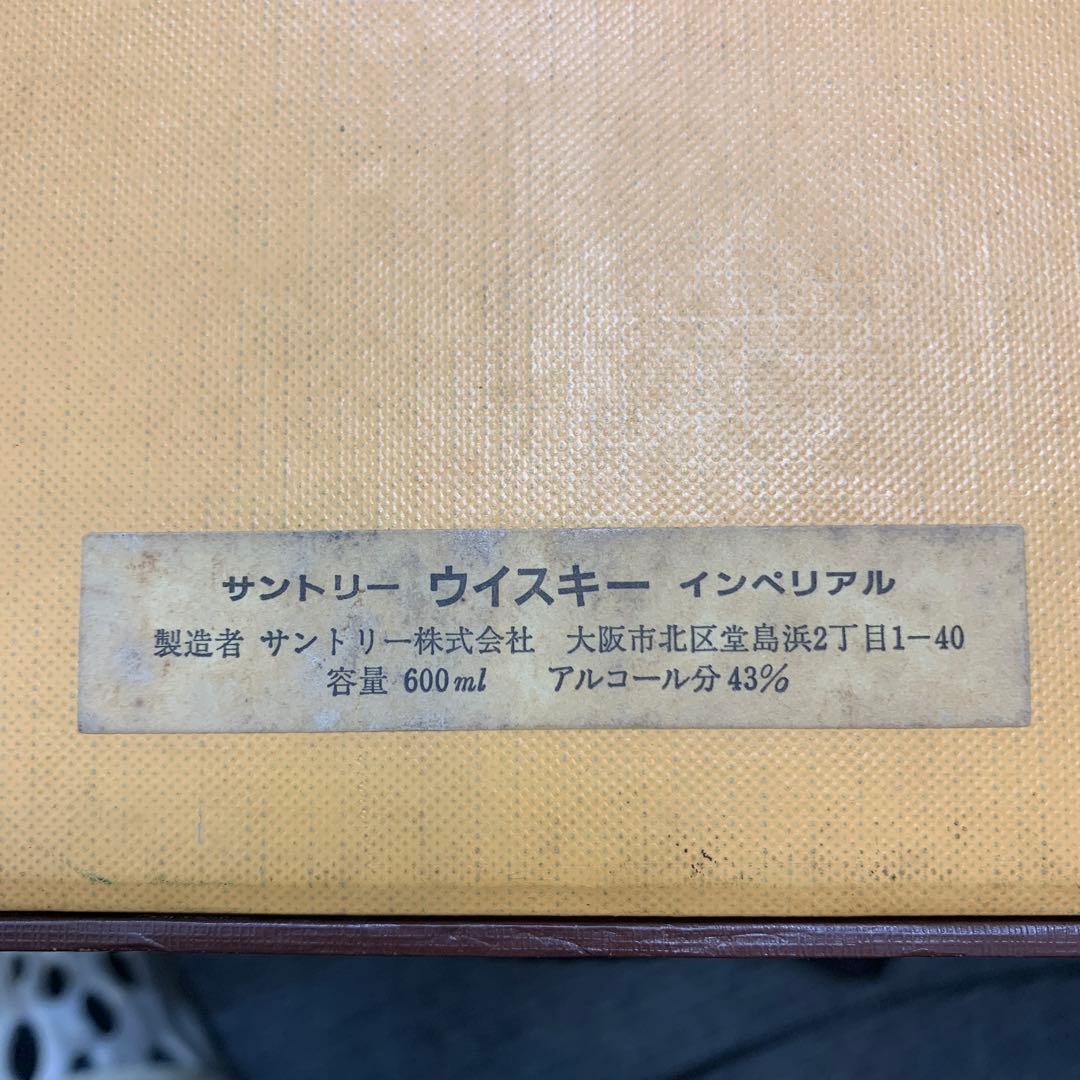 サントリー ウイスキー インペリアル
製造者 サントリー株式会社 大阪市北区堂島浜2丁目1-40
容量 600ml アルコール分43%